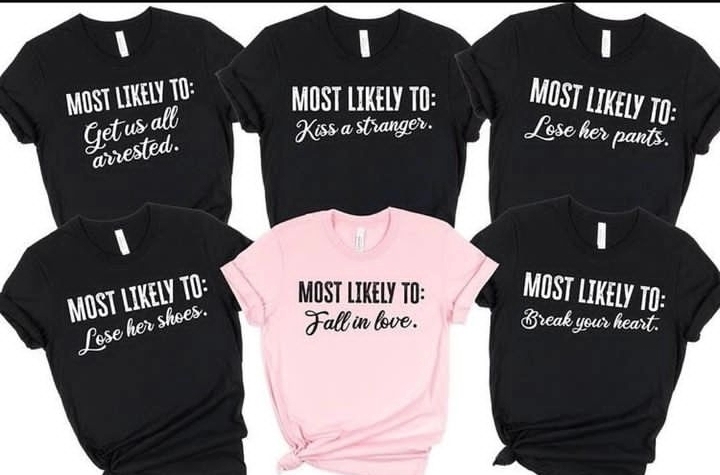 MOST LIKELY TO:
Get us all
arrested.
MOST LIKELY TO:
Kiss a stranger.
MOST LIKELY TO:
Lose her pants.
MOST LIKELY TO:
Lose her shoes.
MOST LIKELY TO:
Fall in love.
MOST LIKELY TO:
Break your heart.